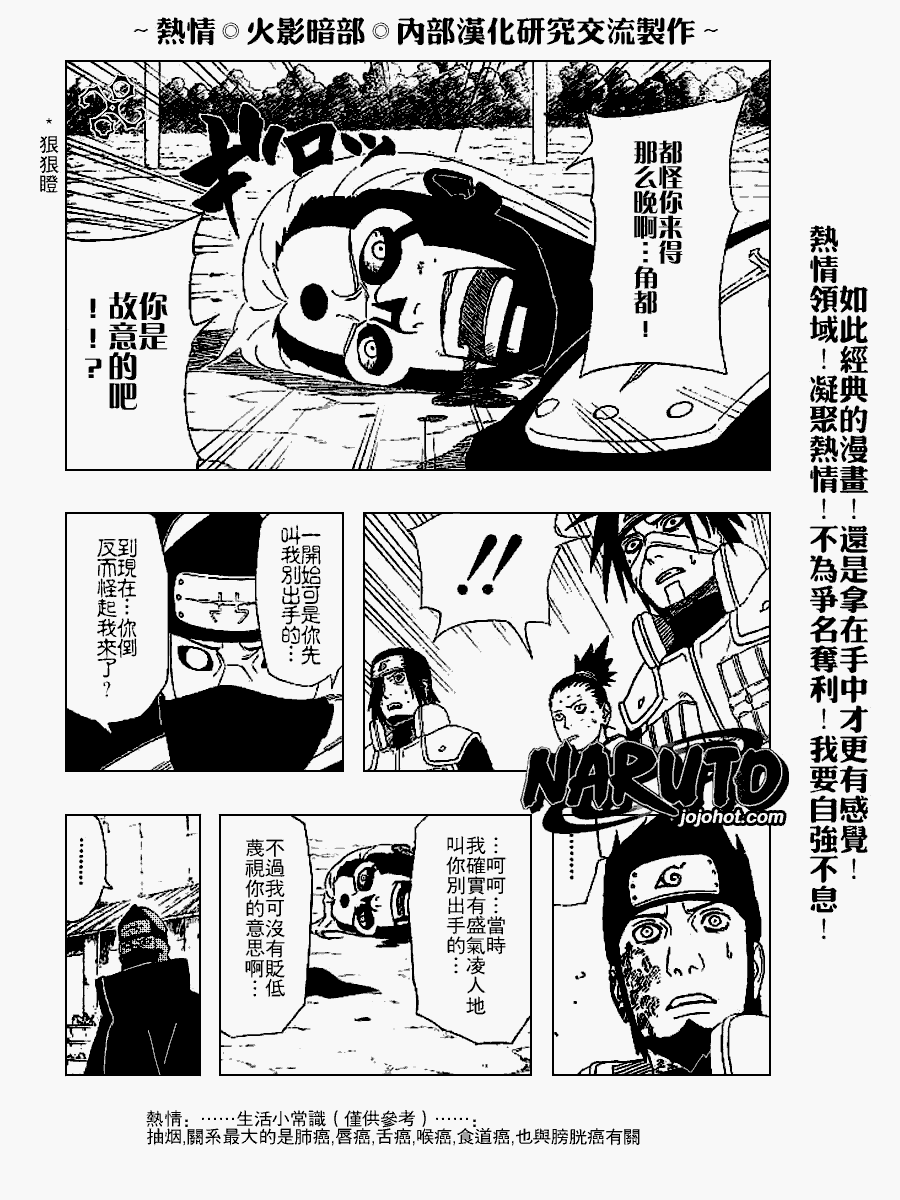 ~熱情◎火影暗部◎內部漢化研究交流製作~
*狠狠瞪
ギロッ
都怪你来得
那么晚啊…角都！
你是
故意的吧
！！？
如此經典的漫畫！還是拿在手中才更有感覺！
熱情領域！凝聚熱情！不為爭名奪利！我要自強不息！
!!
一開始可是你先
叫我別出手的…
到現在…你倒
反而怪起我來了？
NARUTO
jojohot.com
………
…呵呵…當時
我確實有盛氣凌人地
叫你別出手的…
不過我可沒有貶低
蔑視你的意思啊…
………
熱情：……生活小常識（僅供參考）……：
抽烟,關系最大的是肺癌,唇癌,舌癌,喉癌,食道癌,也與膀胱癌有關